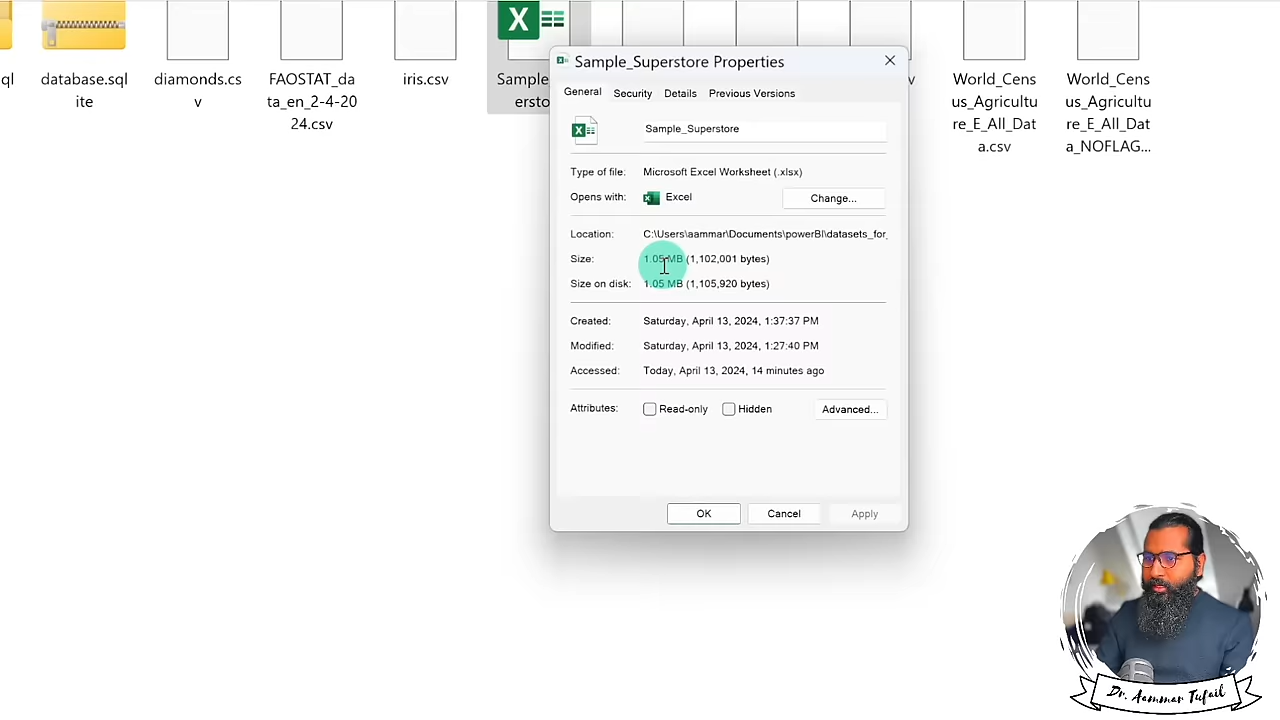 ql
database.sql
ite
diamonds.cs
v
FAOSTAT_da
ta_en_2-4-20
24.csv
iris.csv
Sample_
erstо
v
World_Cens
us_Agricultu
re_E_All_Dat
a.csv
World_Cens
us_Agricultu
re_E_All_Dat
a_NOFLAG...
Sample_Superstore Properties
General Security Details Previous Versions
Sample_Superstore
Type of file: Microsoft Excel Worksheet (.xlsx)
Opens with: Excel Change...
Location: C:\Users\aammar\Documents\powerBI\datasets_for_
Size: 1.05 MB (1,102,001 bytes)
Size on disk: 1.05 MB (1,105,920 bytes)
Created: Saturday, April 13, 2024, 1:37:37 PM
Modified: Saturday, April 13, 2024, 1:27:40 PM
Accessed: Today, April 13, 2024, 14 minutes ago
Attributes: Read-only Hidden Advanced...
OK Cancel Apply
Dr. Aammar Tufail